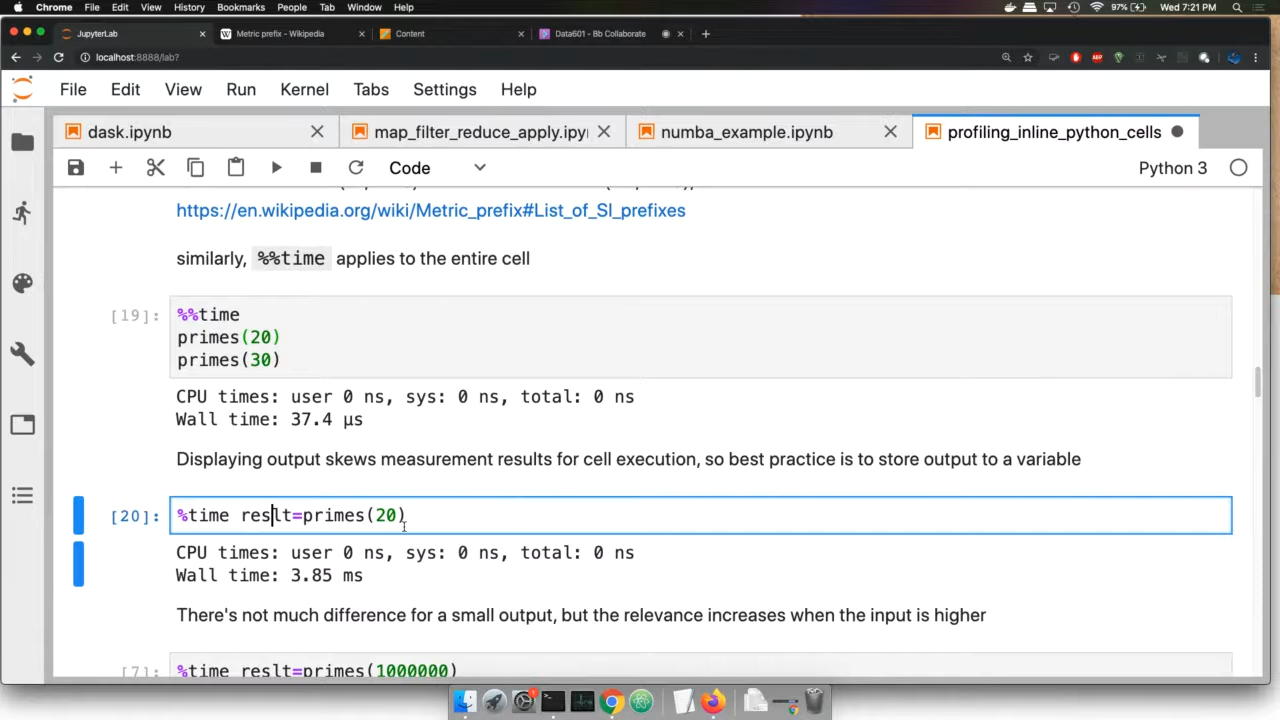 Chrome File Edit View History Bookmarks People Tab Window Help 97% Wed 7:21 PM
JupyterLab Metric prefix - Wikipedia Content Data601 - Bb Collaborate
localhost:8888/lab?
File Edit View Run Kernel Tabs Settings Help
dask.ipynb map_filter_reduce_apply.ipy numba_example.ipynb profiling_inline_python_cells
Code Python 3
https://en.wikipedia.org/wiki/Metric_prefix#List_of_SI_prefixes
similarly, %%time applies to the entire cell
[19]: %%time
primes(20)
primes(30)
CPU times: user 0 ns, sys: 0 ns, total: 0 ns
Wall time: 37.4 µs
Displaying output skews measurement results for cell execution, so best practice is to store output to a variable
[20]: %time reslt=primes(20)
CPU times: user 0 ns, sys: 0 ns, total: 0 ns
Wall time: 3.85 ms
There's not much difference for a small output, but the relevance increases when the input is higher
[7]: %time reslt=primes(1000000)